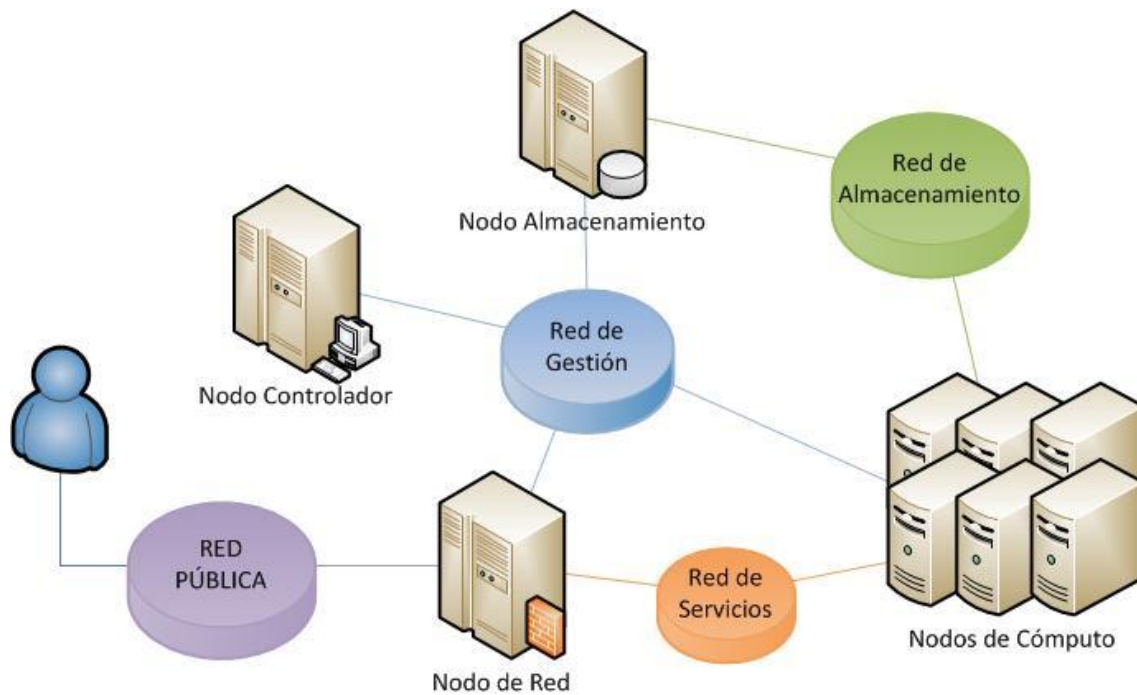 Red de
Almacenamiento
Nodo Almacenamiento
Red de
Gestión
Nodo Controlador
RED
PÚBLICA
Red de
Servicios
Nodos de Cómputo
Nodo de Red